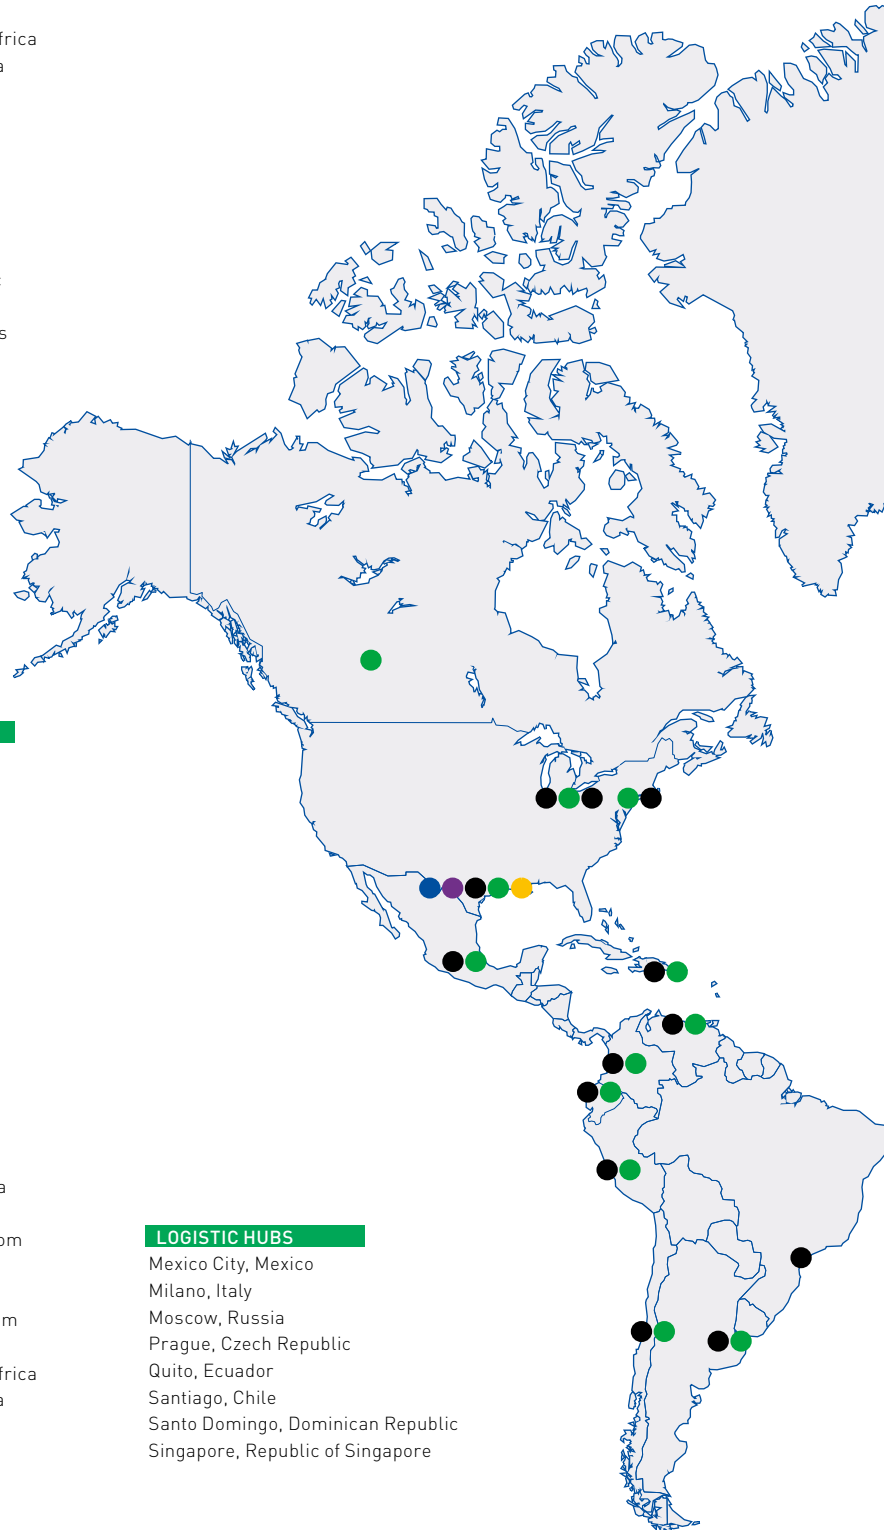 LOGISTIC HUBS
Mexico City, Mexico
Milano, Italy
Moscow, Russia
Prague, Czech Republic
Quito, Ecuador
Santiago, Chile
Santo Domingo, Dominican Republic
Singapore, Republic of Singapore